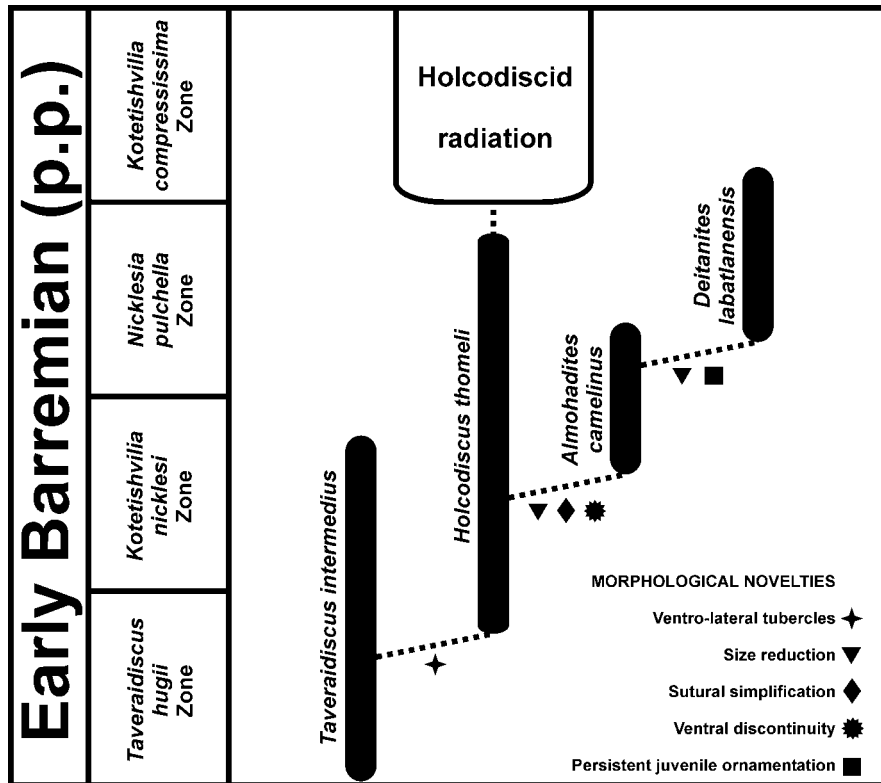 Early Barremian (p.p.)
Kotetishvilia
compressissima
Zone
Nicklesia
pulchella
Zone
Kotetishvilia
nicklesi
Zone
Taveraidiscus
hugii
Zone
Holcodiscid
radiation
Taveraidiscus intermedius
Holcodiscus thomeli
Almohadites
camelinus
Deitanites
labatlanensis
MORPHOLOGICAL NOVELTIES
Ventro-lateral tubercles
Size reduction
Sutural simplification
Ventral discontinuity
Persistent juvenile ornamentation